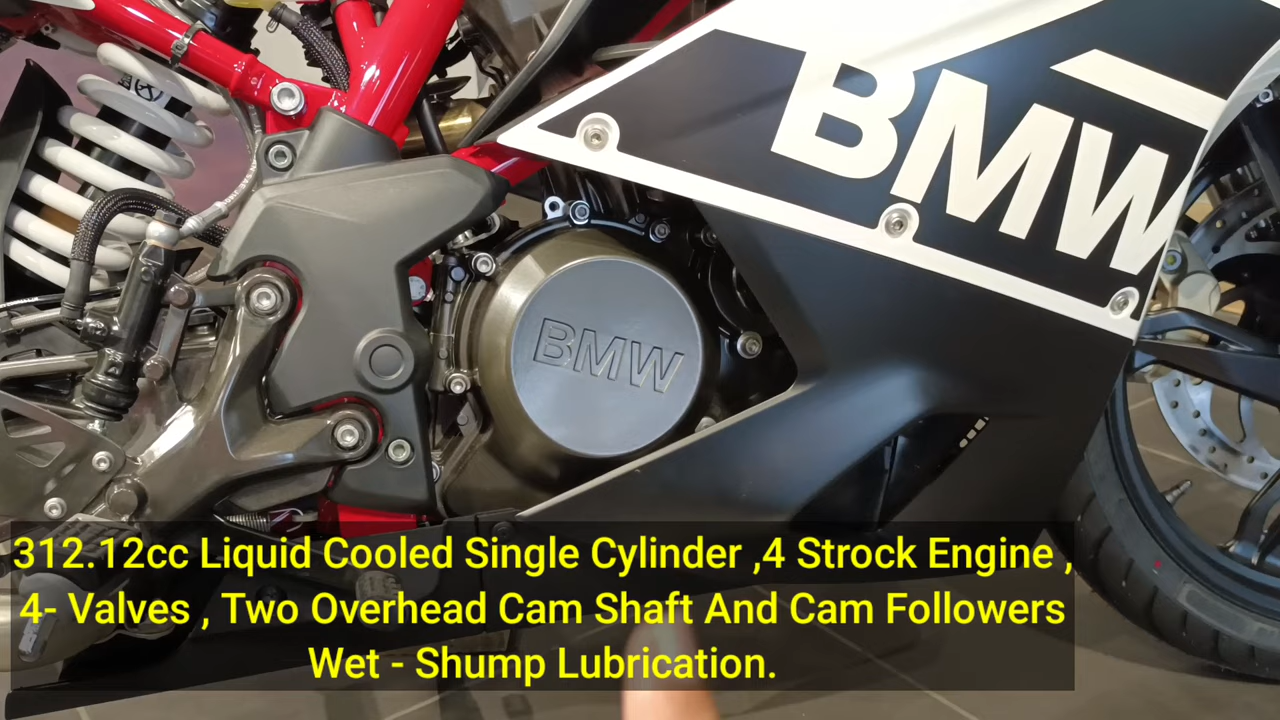 BMW
BMW
312.12cc Liquid Cooled Single Cylinder ,4 Strock Engine ,
4- Valves , Two Overhead Cam Shaft And Cam Followers
Wet - Shump Lubrication.